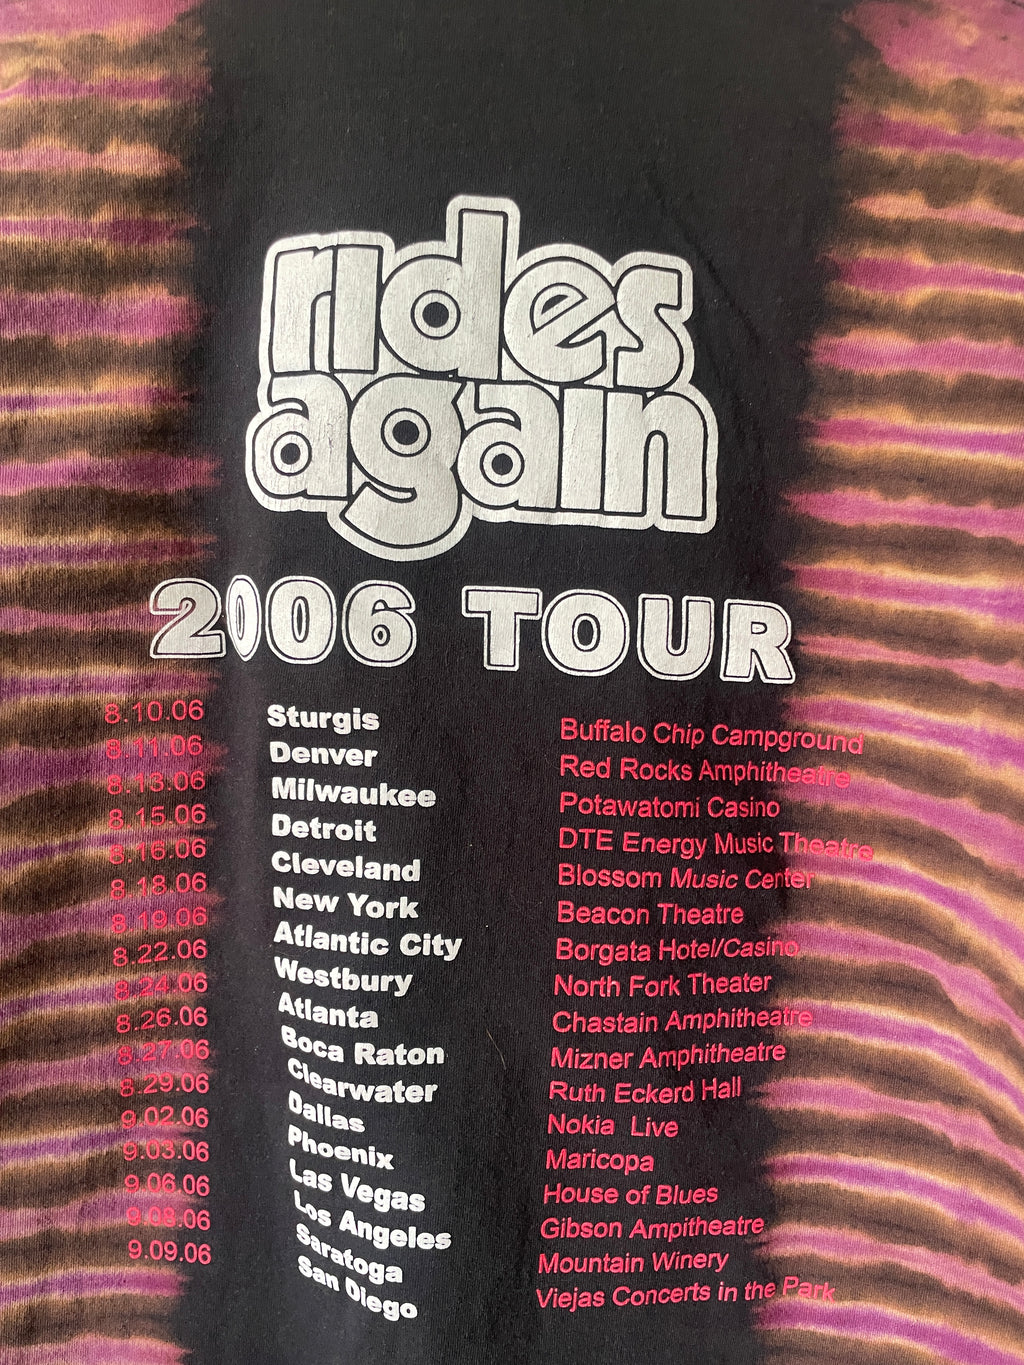 rides
again
2006 TOUR
8.10.06 Sturgis Buffalo Chip Campground
8.11.06 Denver Red Rocks Amphitheatre
8.13.06 Milwaukee Potawatomi Casino
8.15.06 Detroit DTE Energy Music Theatre
8.16.06 Cleveland Blossom Music Center
8.18.06 New York Beacon Theatre
8.19.06 Atlantic City Borgata Hotel/Casino
8.22.06 Westbury North Fork Theater
8.24.06 Atlanta Chastain Amphitheatre
8.26.06 Boca Raton Mizner Amphitheatre
8.27.06 Clearwater Ruth Eckerd Hall
8.29.06 Dallas Nokia Live
9.02.06 Phoenix Maricopa
9.03.06 Las Vegas House of Blues
9.06.06 Los Angeles Gibson Ampitheatre
9.08.06 Saratoga Mountain Winery
9.09.06 San Diego Viejas Concerts in the Park